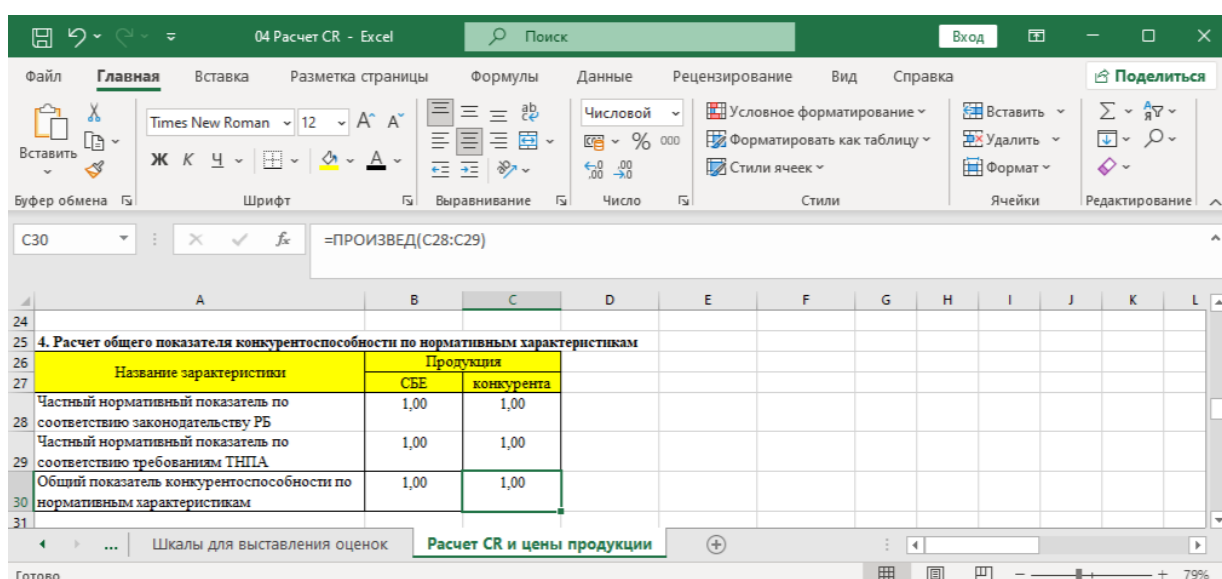 04 Расчет CR - Excel
Поиск
Вход
Файл Главная Вставка Разметка страницы Формулы Данные Рецензирование Вид Справка Поделиться
Вставить
Times New Roman 12 A A
Ж К Ч A
ab
Числовой
% 000
,00
Условное форматирование
Форматировать как таблицу
Стили ячеек
Вставить
Удалить
Формат
Буфер обмена Шрифт Выравнивание Число Стили Ячейки Редактирование
C30 fx =ПРОИЗВЕД(C28:C29)
A B C D E F G H I J K L
24
25 4. Расчет общего показателя конкурентоспособности по нормативным характеристикам
26 Название зарактеристики Продукция
27 СБЕ конкурента
Частный нормативный показатель по 1,00 1,00
28 соответствию законодательству РБ
Частный нормативный показатель по 1,00 1,00
29 соответствию требованиям ТНПА
Общий показатель конкурентоспособности по 1,00 1,00
30 нормативным характеристикам
31
... Шкалы для выставления оценок Расчет CR и цены продукции
Готово 79%